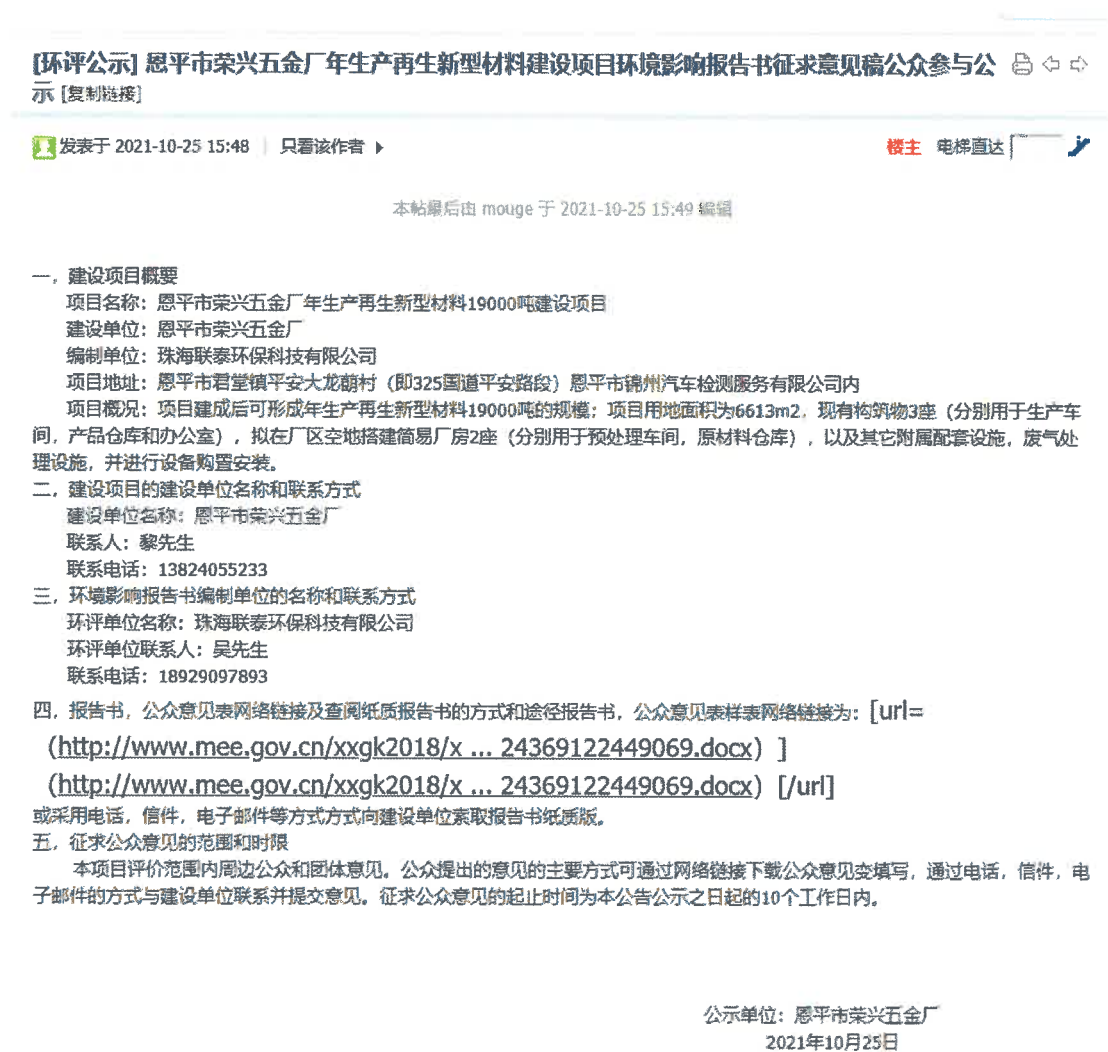 [环评公示] 恩平市荣兴五金厂年生产再生新型材料建设项目环境影响报告书征求意见稿公众参与公
示 [复制链接]
发表于 2021-10-25 15:48 | 只看该作者 ▶ 楼主 电梯直达
本帖最后由 mouge 于 2021-10-25 15:49 编辑
一，建设项目概要
项目名称：恩平市荣兴五金厂年生产再生新型材料19000吨建设项目
建设单位：恩平市荣兴五金厂
编制单位：珠海联泰环保科技有限公司
项目地址：恩平市君堂镇平安大龙蓢村（即325国道平安路段）恩平市锦州汽车检测服务有限公司内
项目概况：项目建成后可形成年生产再生新型材料19000吨的规模；项目用地面积为6613m2，现有构筑物3座（分别用于生产车
间，产品仓库和办公室），拟在厂区空地搭建简易厂房2座（分别用于预处理车间，原材料仓库），以及其它附属配套设施，废气处
理设施，并进行设备购置安装。
二，建设项目的建设单位名称和联系方式
建设单位名称：恩平市荣兴五金厂
联系人：黎先生
联系电话：13824055233
三，环境影响报告书编制单位的名称和联系方式
环评单位名称：珠海联泰环保科技有限公司
环评单位联系人：吴先生
联系电话：18929097893
四，报告书，公众意见表网络链接及查阅纸质报告书的方式和途径报告书，公众意见表样表网络链接为：[url=
（http://www.mee.gov.cn/xxgk2018/x ... 24369122449069.docx）]
（http://www.mee.gov.cn/xxgk2018/x ... 24369122449069.docx）[/url]
或采用电话，信件，电子邮件等方式方式向建设单位索取报告书纸质版。
五，征求公众意见的范围和时限
本项目评价范围内周边公众和团体意见。公众提出的意见的主要方式可通过网络链接下载公众意见变填写，通过电话，信件，电
子邮件的方式与建设单位联系并提交意见。征求公众意见的起止时间为本公告公示之日起的10个工作日内。
公示单位：恩平市荣兴五金厂
2021年10月25日